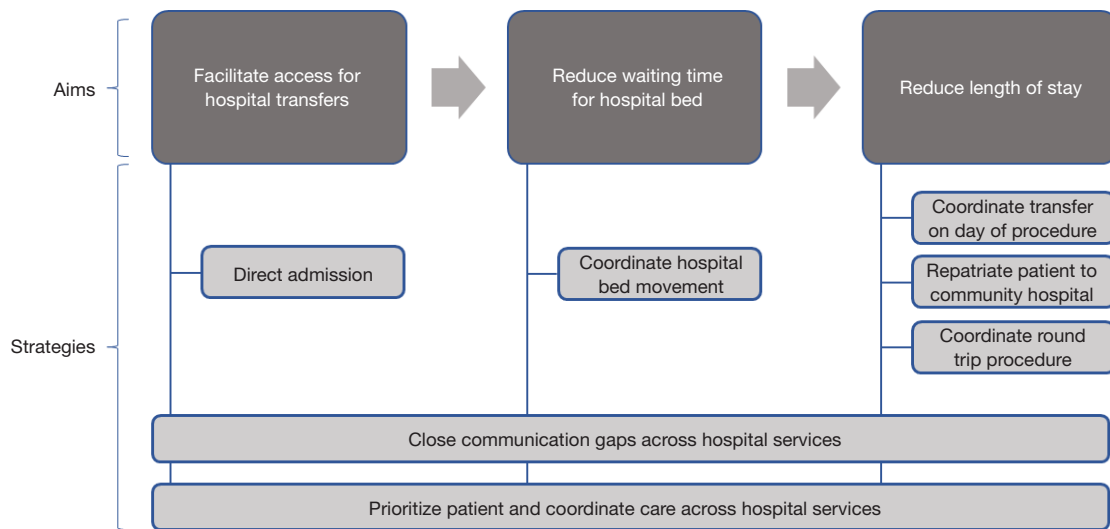 Aims
Facilitate access for
hospital transfers
Reduce waiting time
for hospital bed
Reduce length of stay
Strategies
Direct admission
Coordinate hospital
bed movement
Coordinate transfer
on day of procedure
Repatriate patient to
community hospital
Coordinate round
trip procedure
Close communication gaps across hospital services
Prioritize patient and coordinate care across hospital services